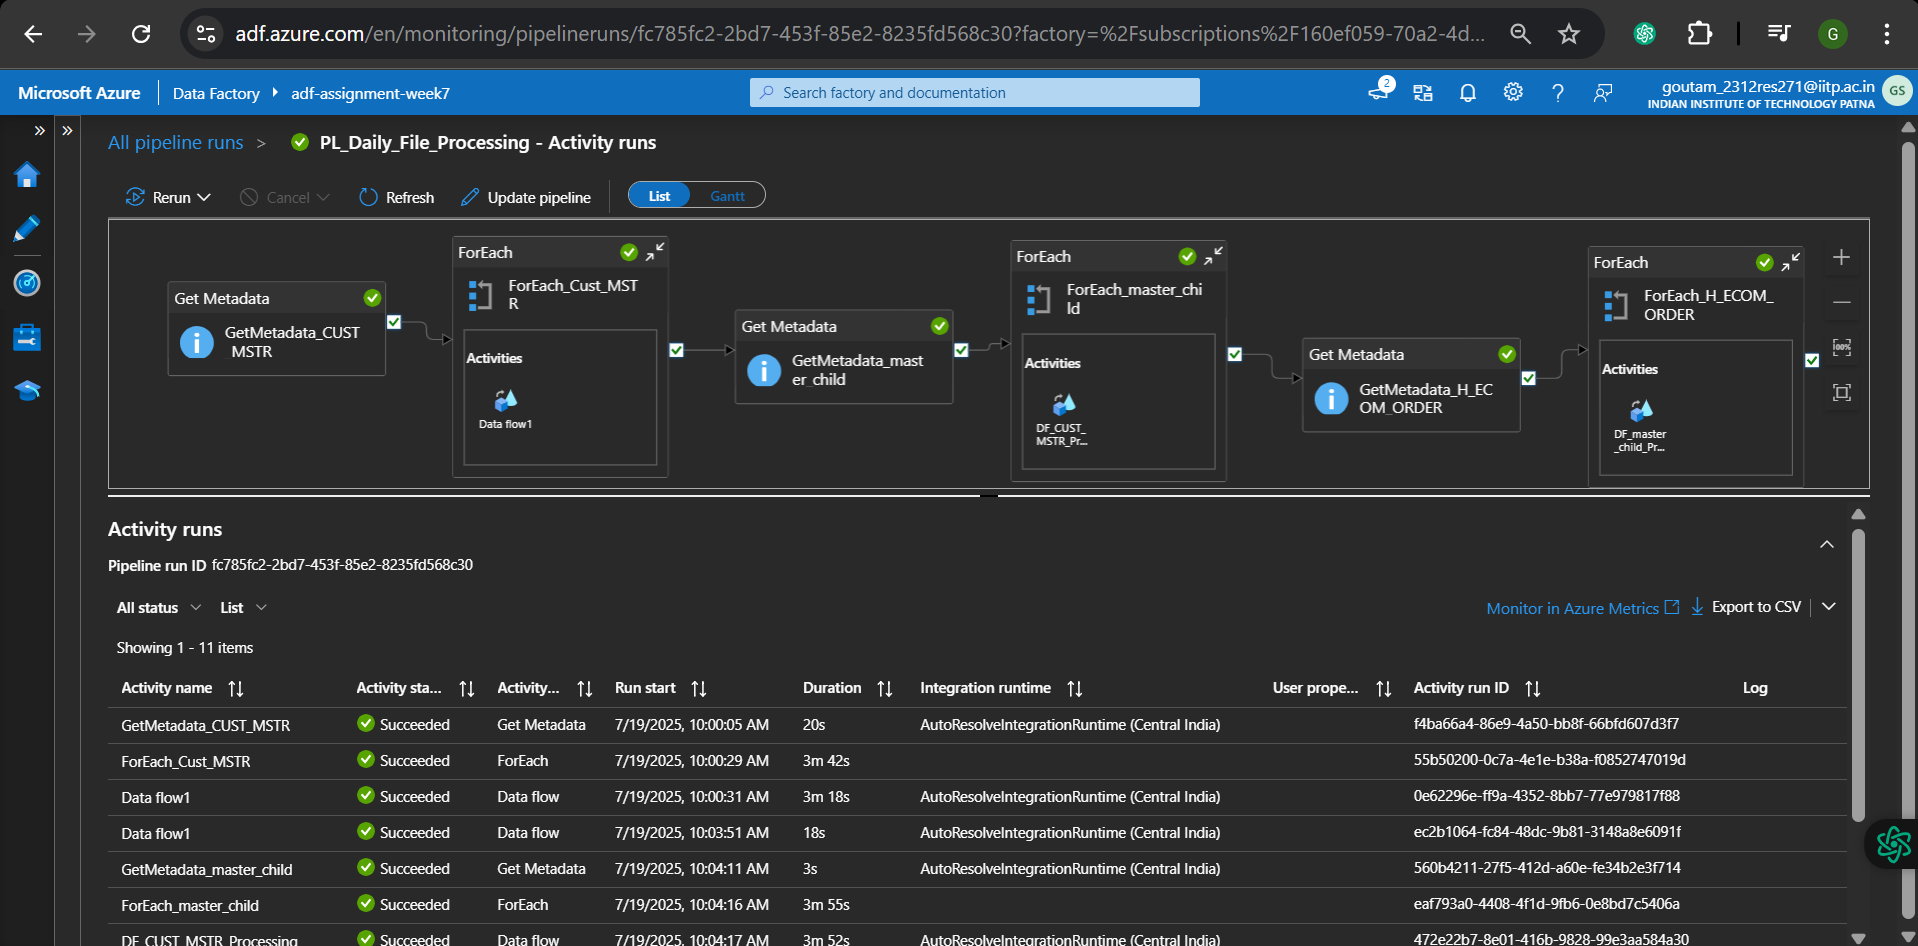 adf.azure.com/en/monitoring/pipelineruns/fc785fc2-2bd7-453f-85e2-8235fd568c30?factory=%2Fsubscriptions%2F160ef059-70a2-4d...
G
Microsoft Azure
Data Factory
adf-assignment-week7
Search factory and documentation
2
goutam_2312res271@iitp.ac.in
INDIAN INSTITUTE OF TECHNOLOGY PATNA
GS
All pipeline runs > PL_Daily_File_Processing - Activity runs
Rerun Cancel Refresh Update pipeline List Gantt
Get Metadata
GetMetadata_CUST
_MSTR
ForEach
ForEach_Cust_MST
R
Activities
Data flow1
Get Metadata
GetMetadata_mast
er_child
ForEach
ForEach_master_chi
ld
Activities
DF_CUST_
MSTR_Pr...
Get Metadata
GetMetadata_H_EC
OM_ORDER
ForEach
ForEach_H_ECOM_
ORDER
Activities
DF_master
_child_Pr...
100%
Activity runs
Pipeline run ID fc785fc2-2bd7-453f-85e2-8235fd568c30
All status List
Monitor in Azure Metrics Export to CSV
Showing 1 - 11 items
Activity name Activity sta... Activity... Run start Duration Integration runtime User prope... Activity run ID Log
GetMetadata_CUST_MSTR Succeeded Get Metadata 7/19/2025, 10:00:05 AM 20s AutoResolveIntegrationRuntime (Central India) f4ba66a4-86e9-4a50-bb8f-66bfd607d3f7
ForEach_Cust_MSTR Succeeded ForEach 7/19/2025, 10:00:29 AM 3m 42s 55b50200-0c7a-4e1e-b38a-f0852747019d
Data flow1 Succeeded Data flow 7/19/2025, 10:00:31 AM 3m 18s AutoResolveIntegrationRuntime (Central India) 0e62296e-ff9a-4352-8bb7-77e979817f88
Data flow1 Succeeded Data flow 7/19/2025, 10:03:51 AM 18s AutoResolveIntegrationRuntime (Central India) ec2b1064-fc84-48dc-9b81-3148a8e6091f
GetMetadata_master_child Succeeded Get Metadata 7/19/2025, 10:04:11 AM 3s AutoResolveIntegrationRuntime (Central India) 560b4211-27f5-412d-a60e-fe34b2e3f714
ForEach_master_child Succeeded ForEach 7/19/2025, 10:04:16 AM 3m 55s eaf793a0-4408-4f1d-9fb6-0e8bd7c5406a
DF_CUST_MSTR_Processing Succeeded Data flow 7/19/2025, 10:04:17 AM 3m 52s AutoResolveIntegrationRuntime (Central India) 472e22b7-8e01-416b-9828-99e3aa584a30